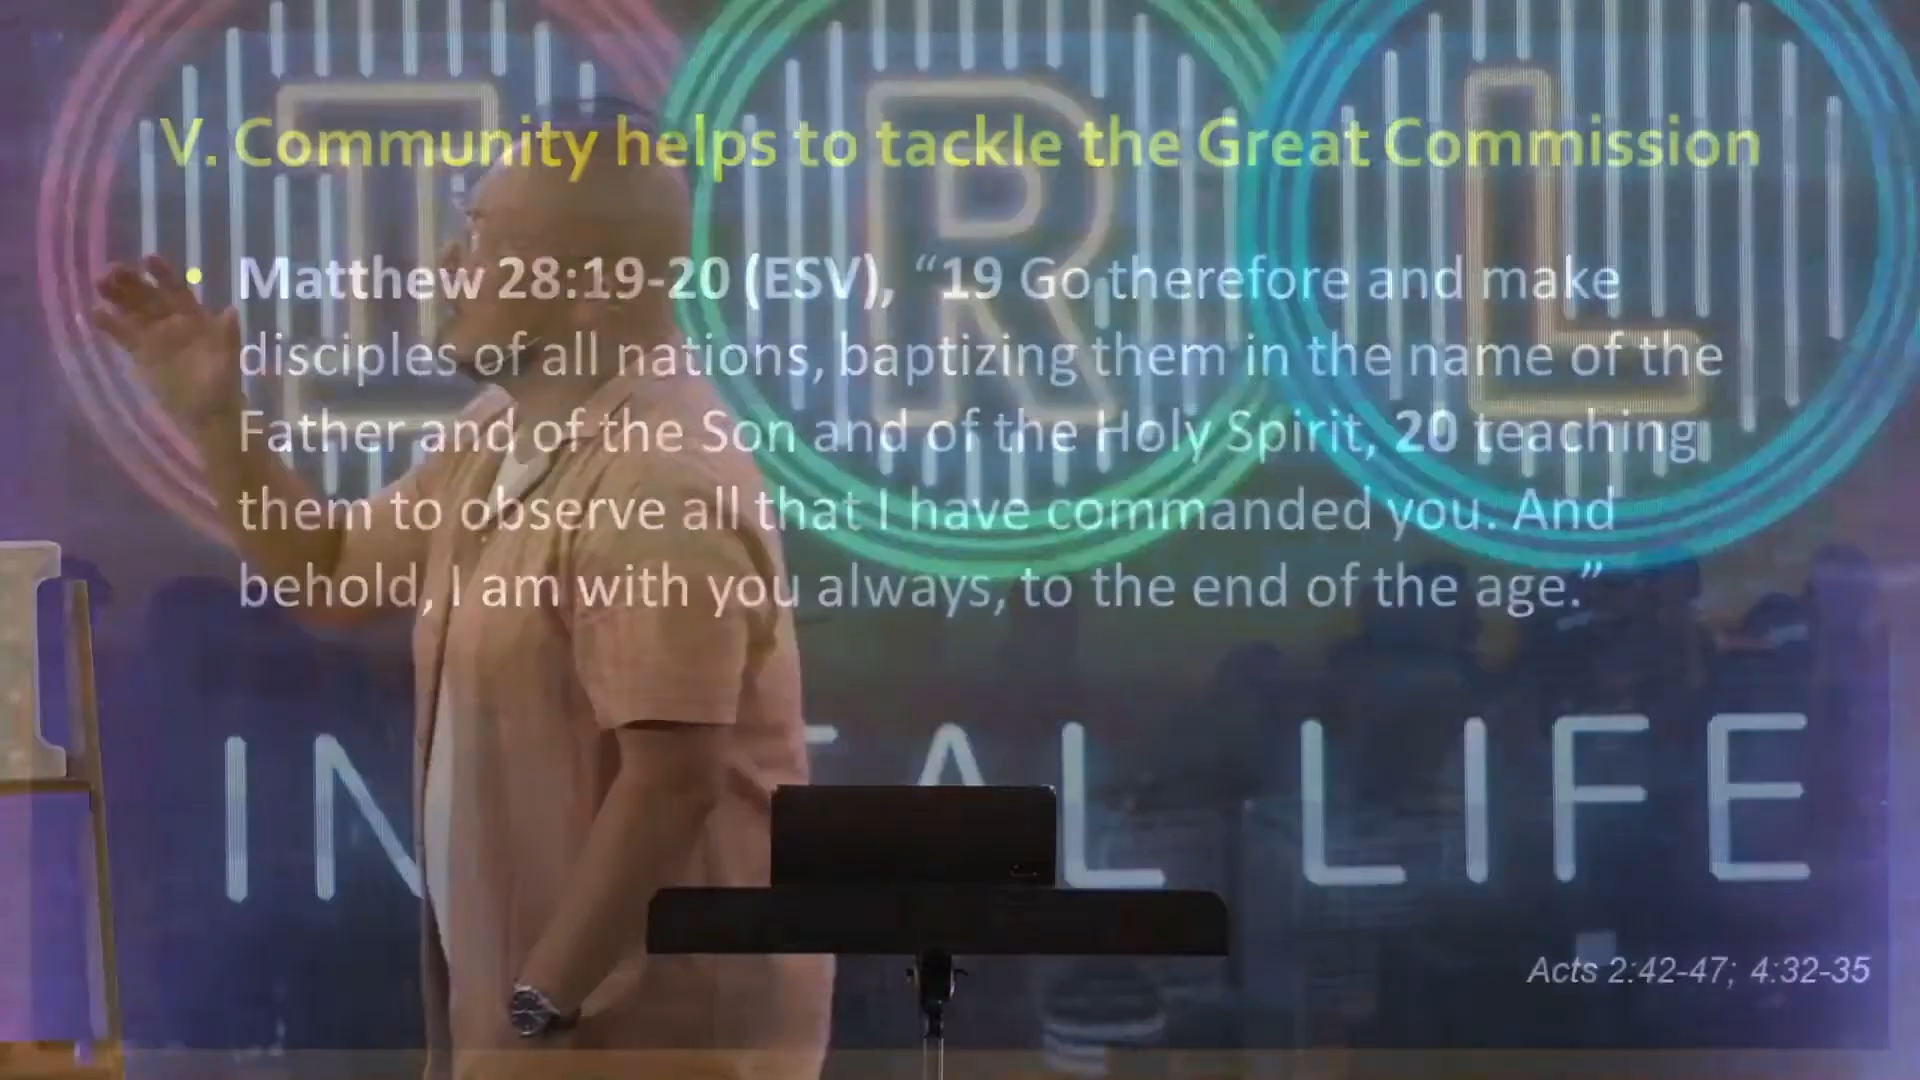 I R L
V. Community helps to tackle the Great Commission
• Matthew 28:19-20 (ESV), “19 Go therefore and make
disciples of all nations, baptizing them in the name of the
Father and of the Son and of the Holy Spirit, 20 teaching
them to observe all that I have commanded you. And
behold, I am with you always, to the end of the age.”
IN EAL LIFE
Acts 2:42-47; 4:32-35